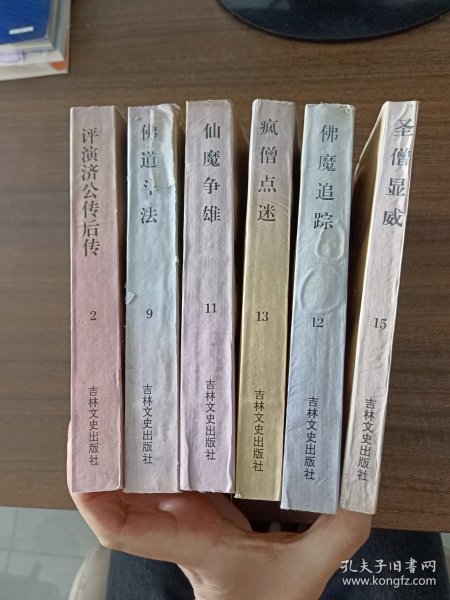 评演济公传后传
2
吉林文史出版社
佛道斗法
9
吉林文史出版社
仙魔争雄
11
吉林文史出版社
疯僧点迷
13
吉林文史出版社
佛魔追踪
12
吉林文史出版社
圣僧显威
15
吉林文史出版社
孔夫子旧书网
www.kongfz.com